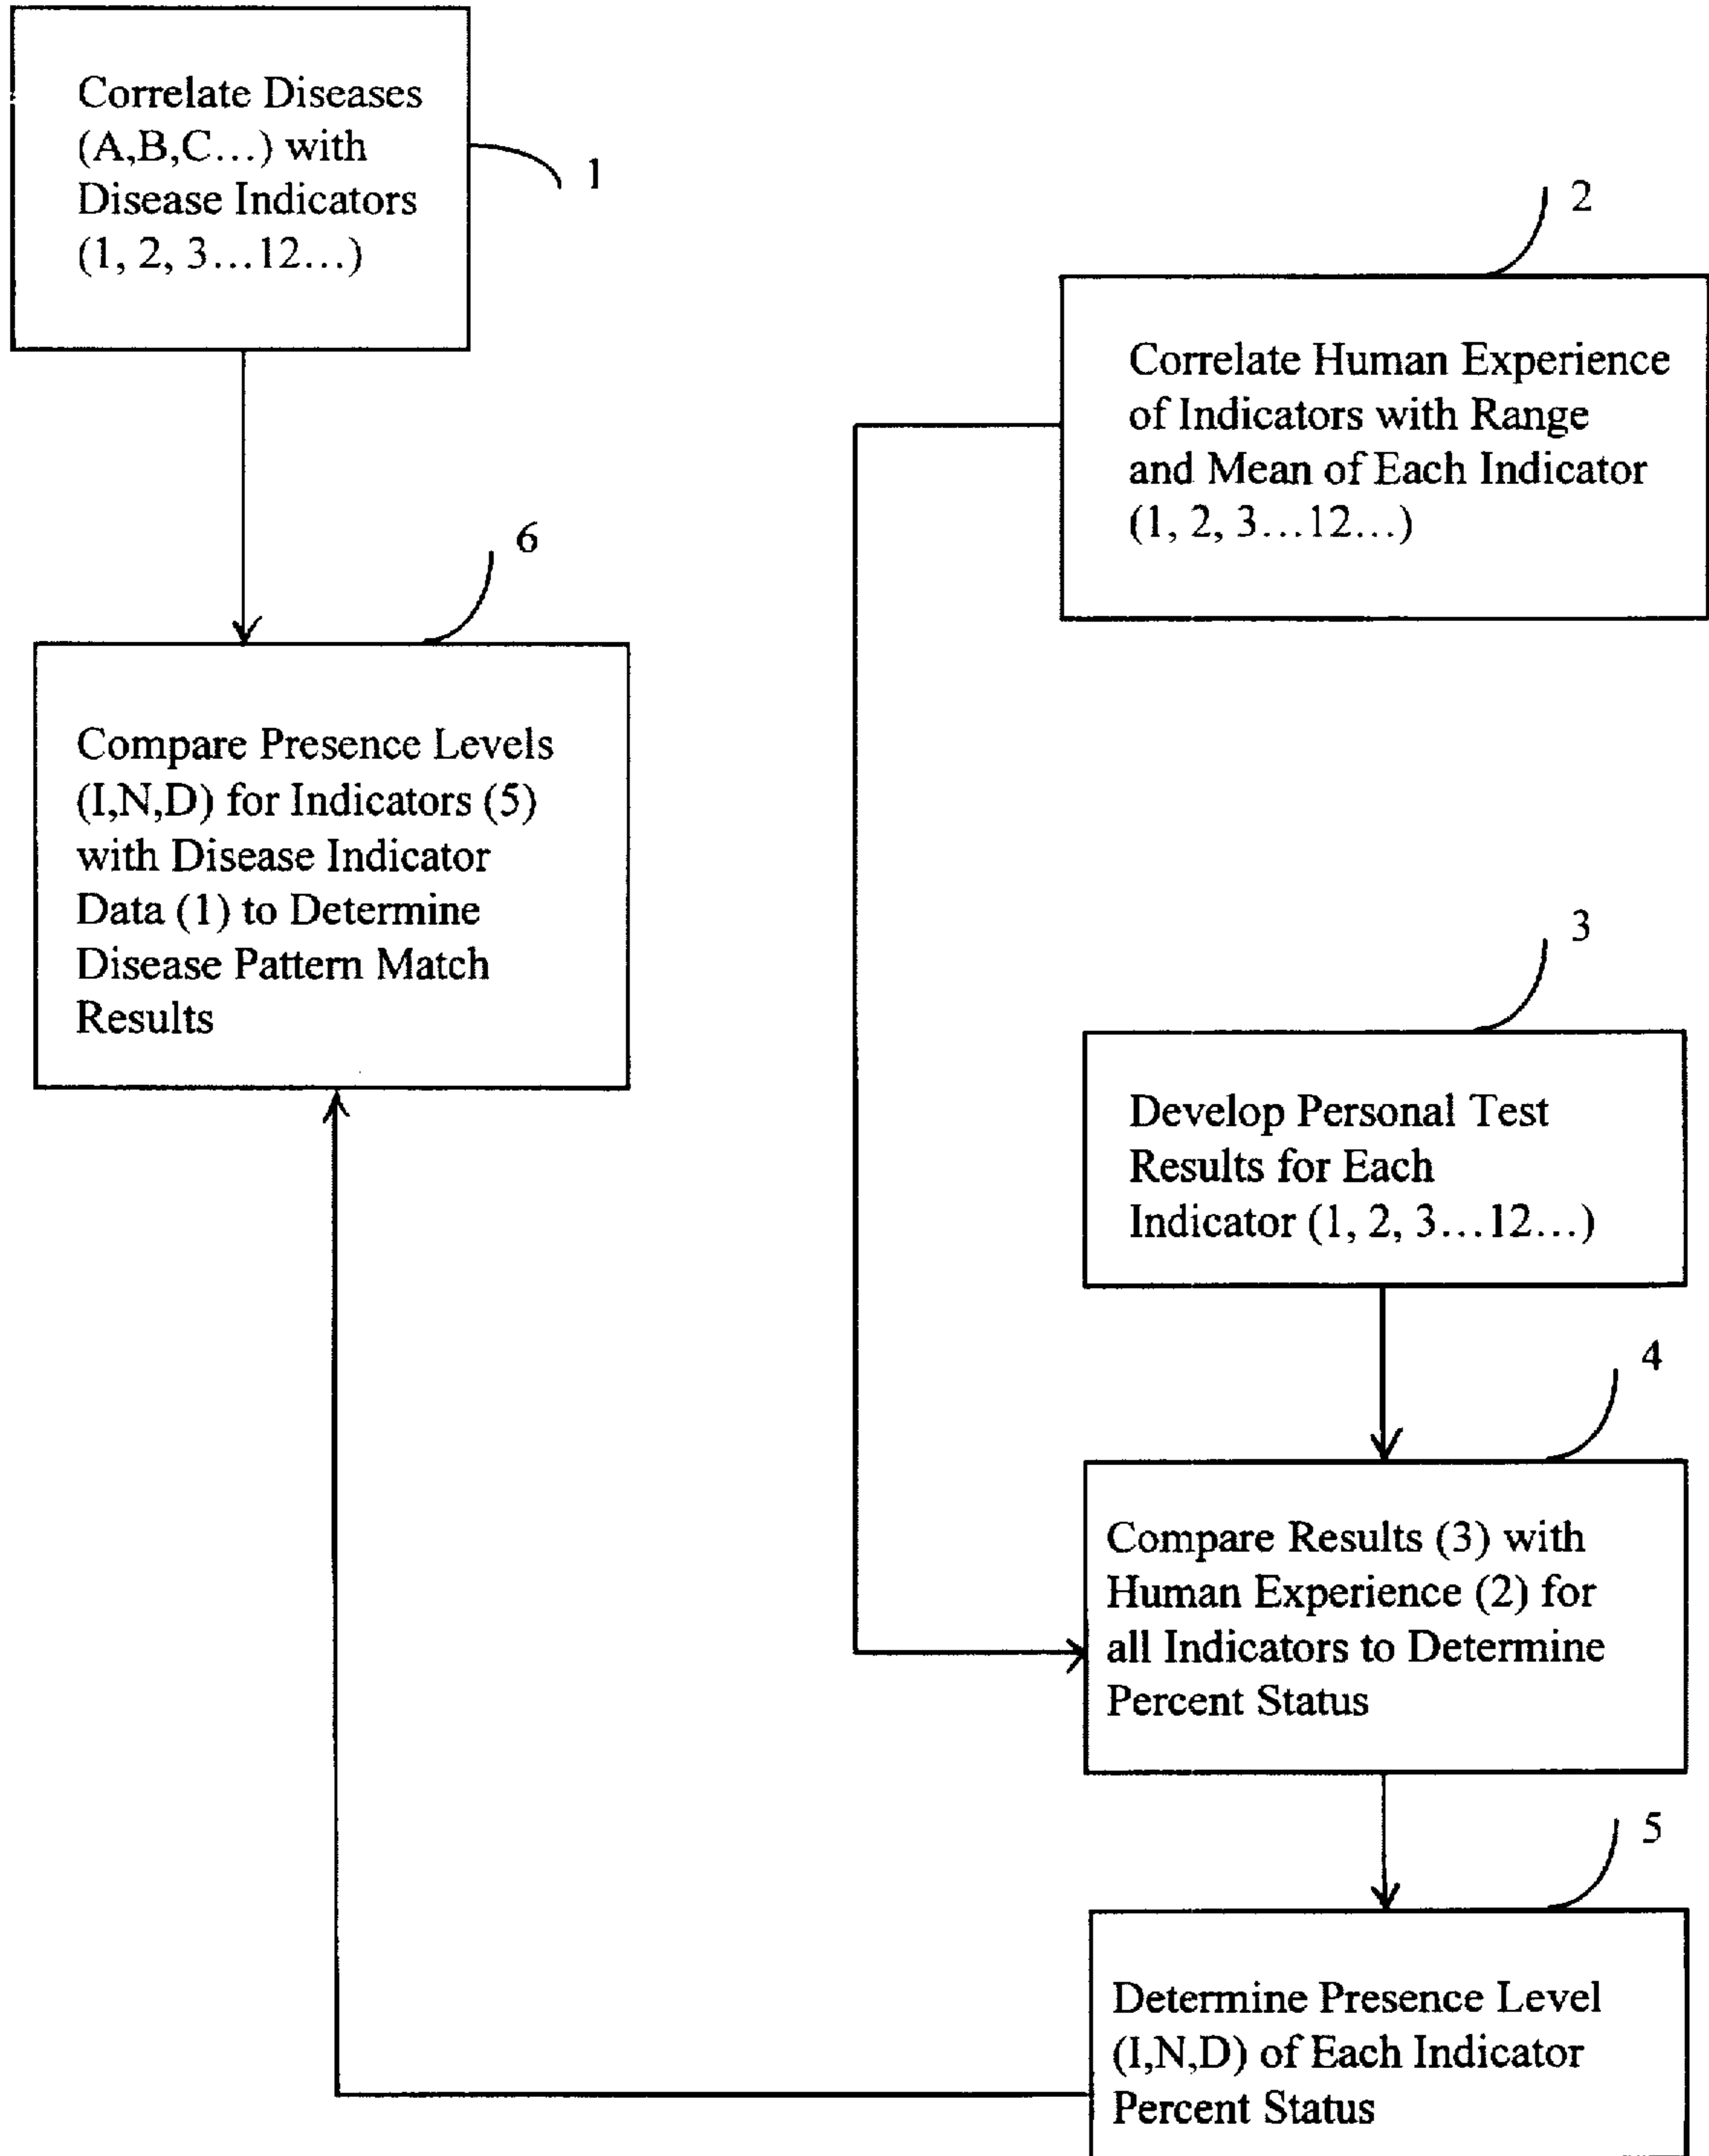 Correlate Diseases
(A,B,C...) with
Disease Indicators
(1, 2, 3...12...)
1
2
Correlate Human Experience
of Indicators with Range
and Mean of Each Indicator
(1, 2, 3...12...)
6
Compare Presence Levels
(I,N,D) for Indicators (5)
with Disease Indicator
Data (1) to Determine
Disease Pattern Match
Results
3
Develop Personal Test
Results for Each
Indicator (1, 2, 3...12...)
4
Compare Results (3) with
Human Experience (2) for
all Indicators to Determine
Percent Status
5
Determine Presence Level
(I,N,D) of Each Indicator
Percent Status